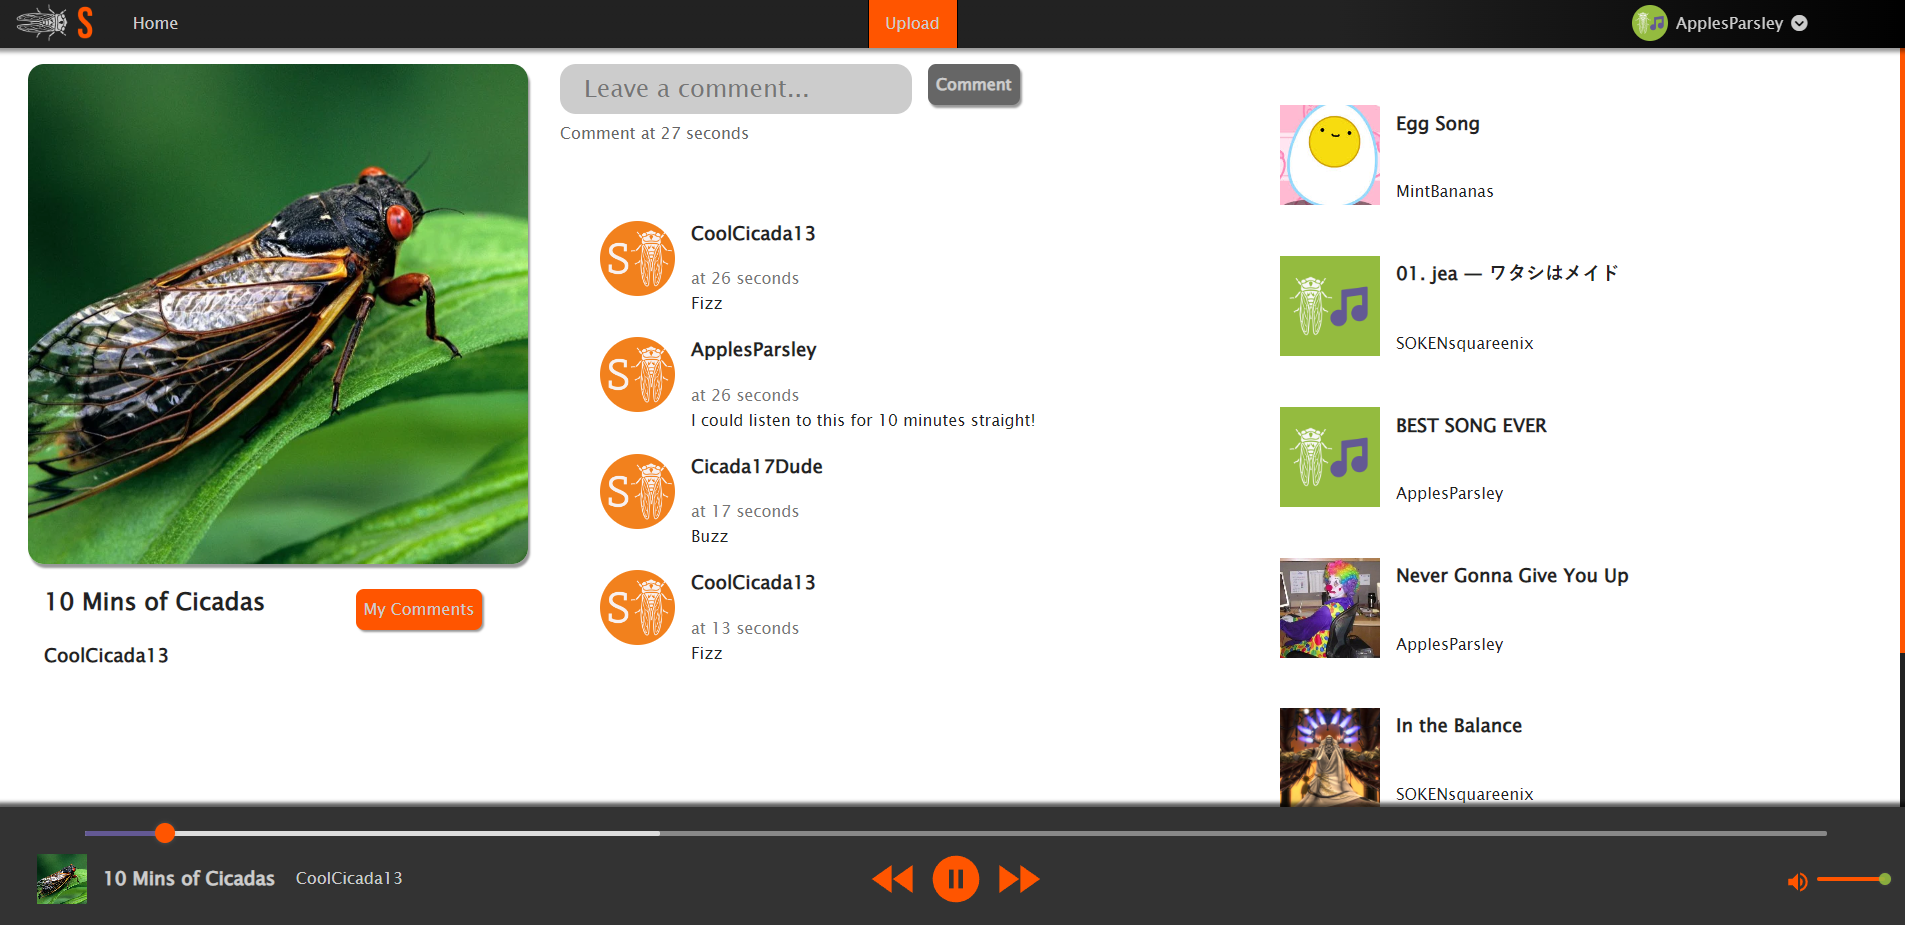 S
Home
Upload
ApplesParsley
Leave a comment...
Comment
Comment at 27 seconds
S
CoolCicada13
at 26 seconds
Fizz
S
ApplesParsley
at 26 seconds
I could listen to this for 10 minutes straight!
S
Cicada17Dude
at 17 seconds
Buzz
S
CoolCicada13
at 13 seconds
Fizz
10 Mins of Cicadas
My Comments
CoolCicada13
Egg Song
MintBananas
01. jea — ワタシはメイド
SOKENsquareenix
BEST SONG EVER
ApplesParsley
Never Gonna Give You Up
ApplesParsley
In the Balance
SOKENsquareenix
10 Mins of Cicadas
CoolCicada13